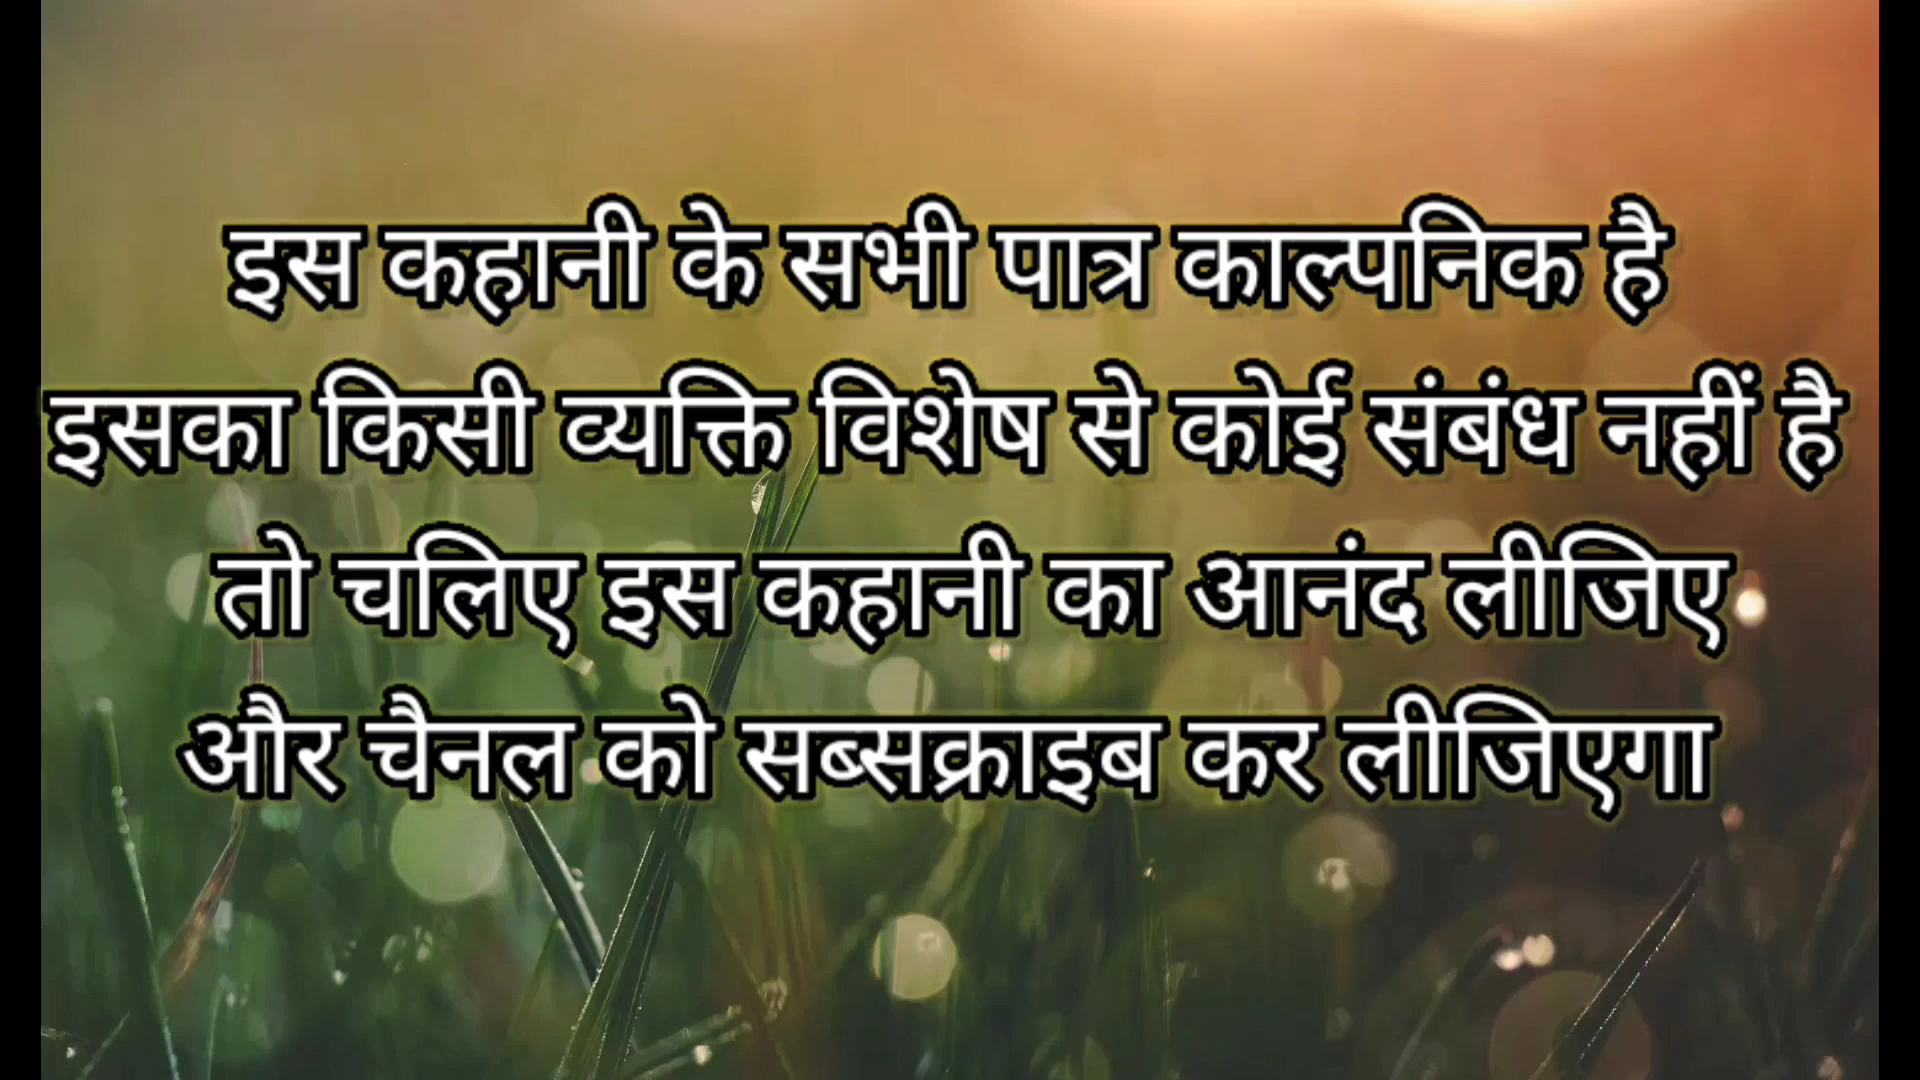 इस कहानी के सभी पात्र काल्पनिक है
इसका किसी व्यक्ति विशेष से कोई संबंध नहीं है
तो चलिए इस कहानी का आनंद लीजिए
और चैनल को सब्सक्राइब कर लीजिएगा